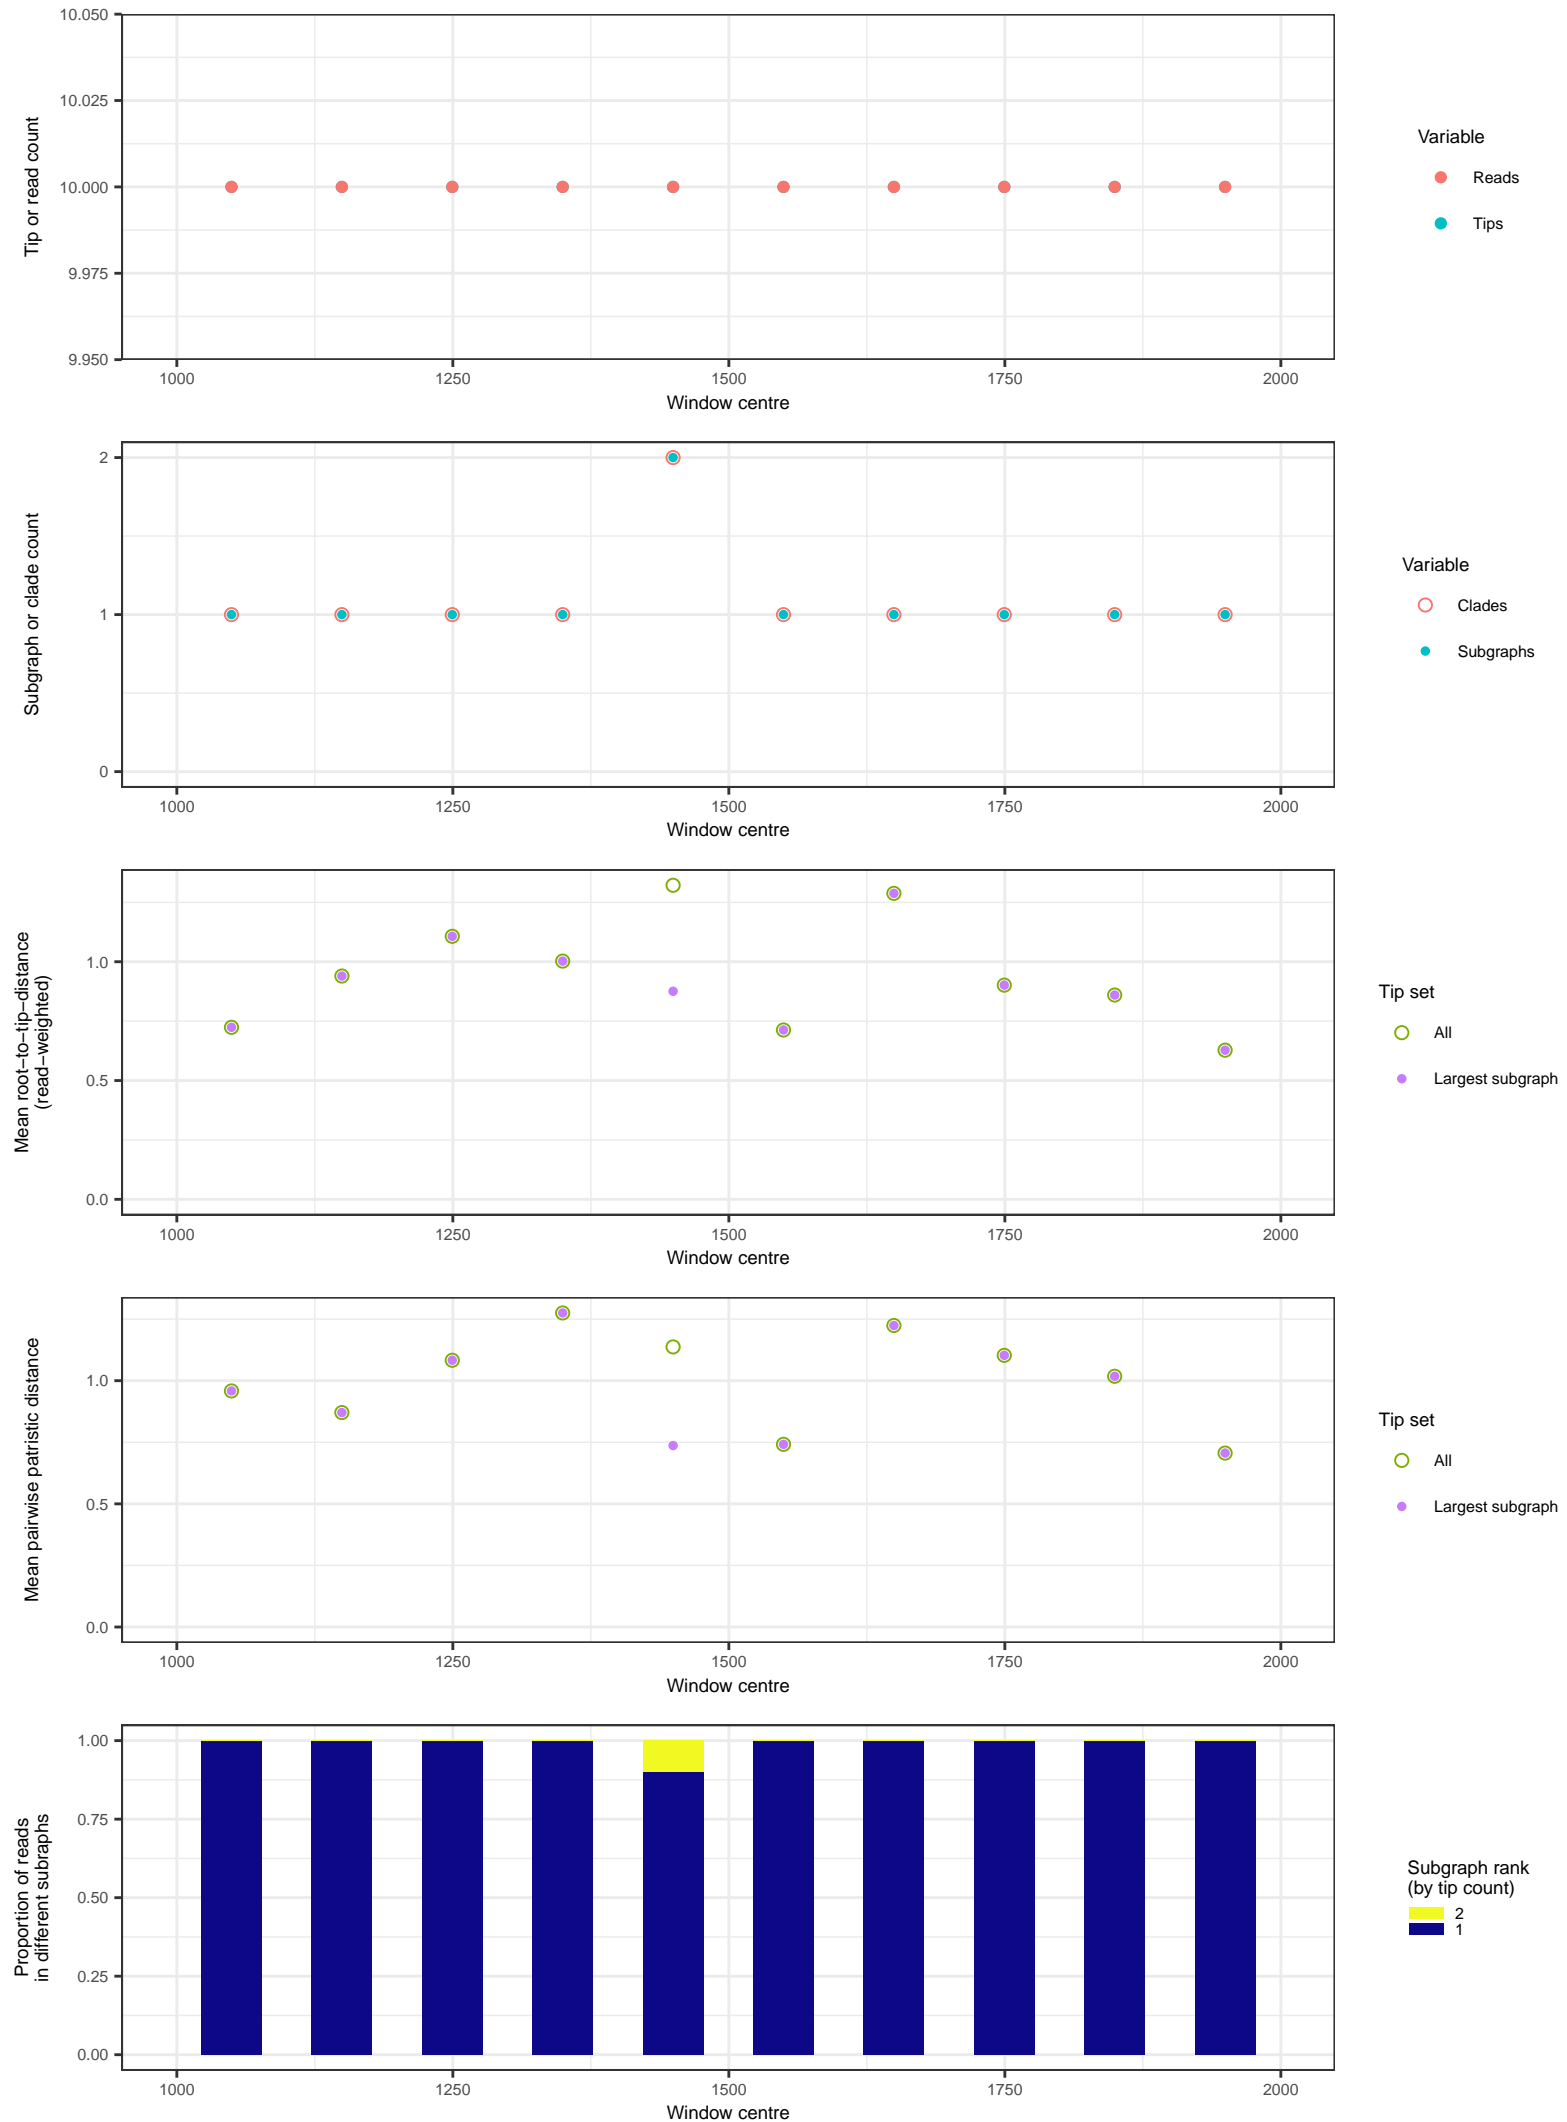 10.050
10.025
10.000
9.975
9.950
Tip or read count
1000 1250 1500 1750 2000
Window centre
Variable
Reads
Tips
2
1
0
Subgraph or clade count
1000 1250 1500 1750 2000
Window centre
Variable
Clades
Subgraphs
1.0
0.5
0.0
Mean root−to−tip−distance
(read−weighted)
1000 1250 1500 1750 2000
Window centre
Tip set
All
Largest subgraph
1.0
0.5
0.0
Mean pairwise patristic distance
1000 1250 1500 1750 2000
Window centre
Tip set
All
Largest subgraph
1.00
0.75
0.50
0.25
0.00
Proportion of reads
in different subraphs
1000 1250 1500 1750 2000
Window centre
Subgraph rank
(by tip count)
2
1